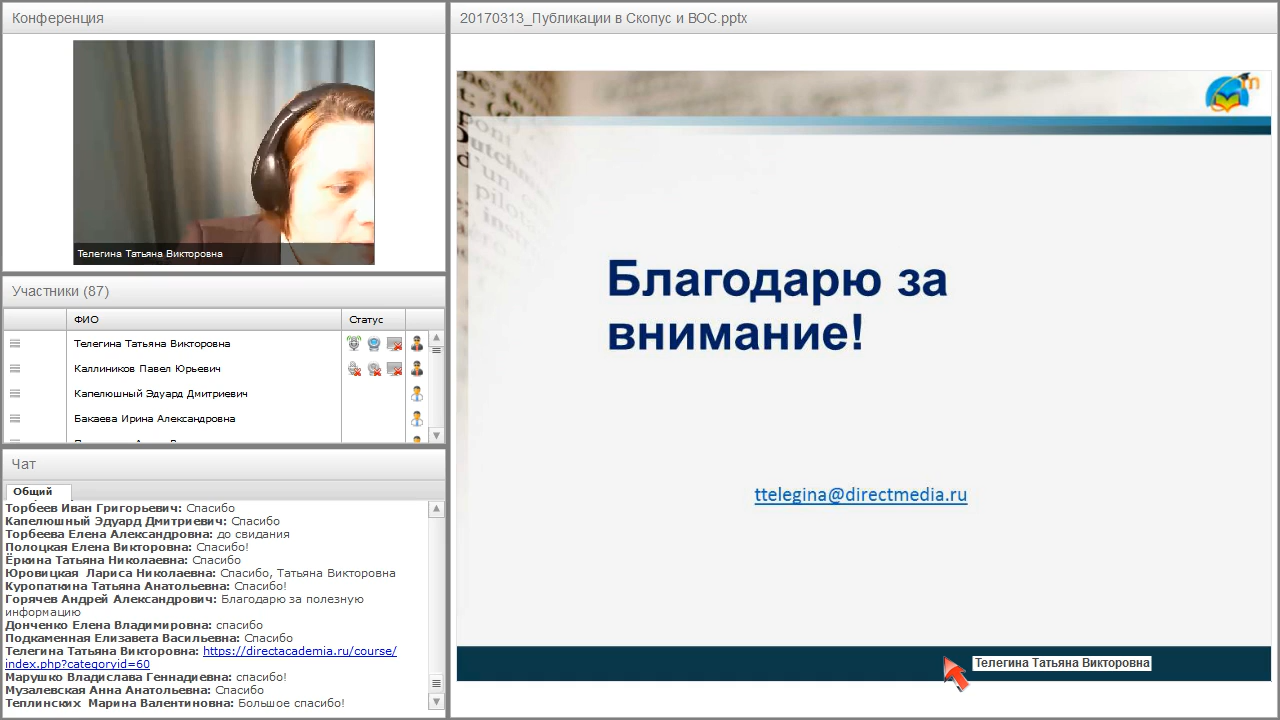 Конференция
Телегина Татьяна Викторовна
Участники (87)
ФИО
Статус
Телегина Татьяна Викторовна
Каллиников Павел Юрьевич
Капелюшный Эдуард Дмитриевич
Бакаева Ирина Александровна
Чат
Общий
Торбеев Иван Григорьевич: Спасибо
Капелюшный Эдуард Дмитриевич: Спасибо
Торбеева Елена Александровна: до свидания
Полоцкая Елена Викторовна: Спасибо!
Ёркина Татьяна Николаевна: Спасибо
Юровицкая Лариса Николаевна: Спасибо, Татьяна Викторовна
Куропаткина Татьяна Анатольевна: Спасибо!
Горячев Андрей Александрович: Благодарю за полезную
информацию
Донченко Елена Владимировна: спасибо
Подкаменная Елизавета Васильевна: Спасибо
Телегина Татьяна Викторовна: https://directacademia.ru/course/
index.php?categoryid=60
Марушко Владислава Геннадиевна: спасибо!
Музалевская Анна Анатольевна: Спасибо
Теплинских Марина Валентиновна: Большое спасибо!
20170313_Публикации в Скопус и ВОС.pptx
Благодарю за
внимание!
ttelegina@directmedia.ru
Телегина Татьяна Викторовна